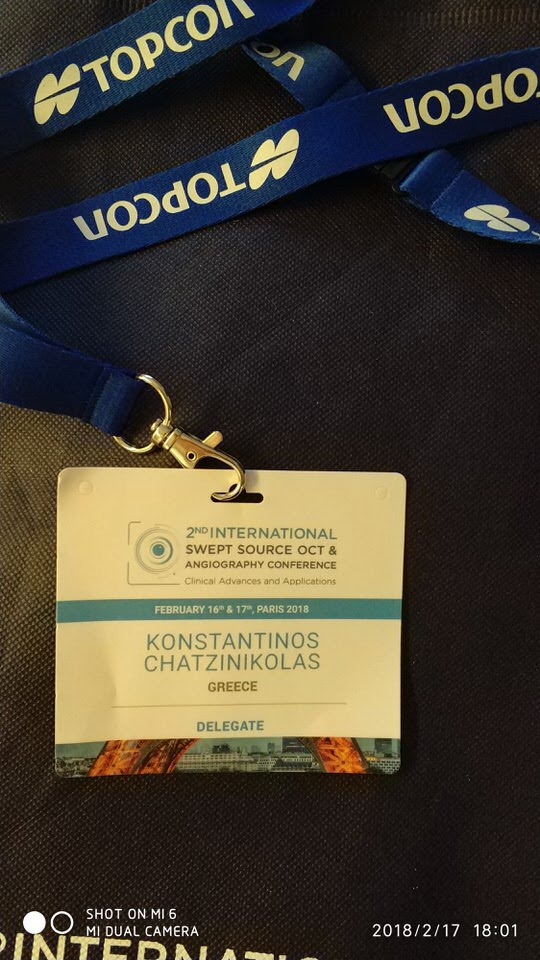 TOPCON
TOPCON
TOPCON
2ND INTERNATIONAL
SWEPT SOURCE OCT &
ANGIOGRAPHY CONFERENCE
Clinical Advances and Applications
FEBRUARY 16th & 17th, PARIS 2018
KONSTANTINOS
CHATZINIKOLAS
GREECE
DELEGATE
SHOT ON MI 6
MI DUAL CAMERA
2018/2/17 18:01